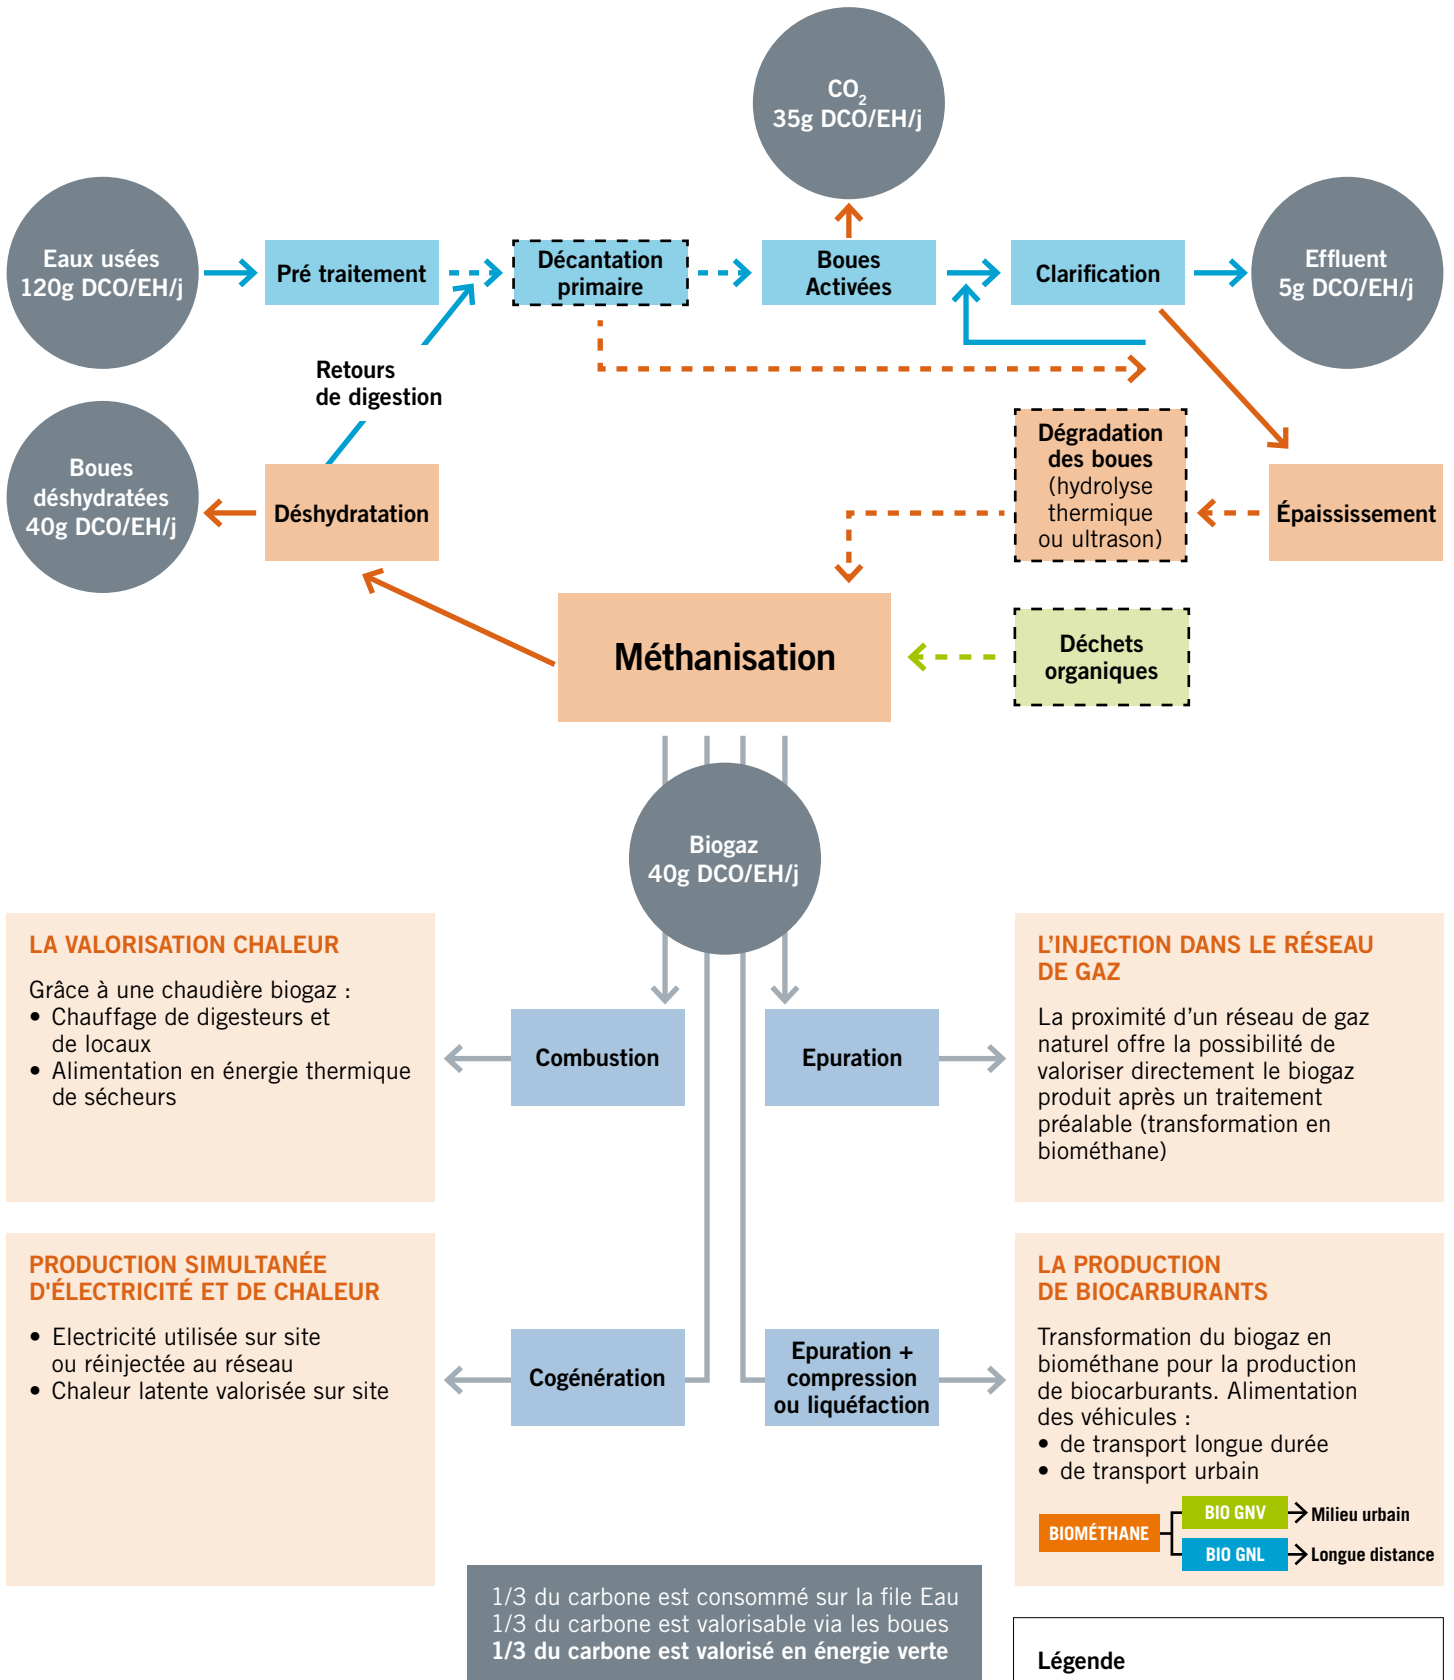 CO₂
35g DCO/EH/j
Eaux usées
120g DCO/EH/j
Pré traitement
Décantation
primaire
Boues
Activées
Clarification
Effluent
5g DCO/EH/j
Retours
de digestion
Boues
déshydratées
40g DCO/EH/j
Déshydratation
Dégradation
des boues
(hydrolyse
thermique
ou ultrason)
Épaississement
Méthanisation
Déchets
organiques
Biogaz
40g DCO/EH/j
LA VALORISATION CHALEUR
Grâce à une chaudière biogaz :
• Chauffage de digesteurs et
de locaux
• Alimentation en énergie thermique
de sécheurs
Combustion
Epuration
L’INJECTION DANS LE RÉSEAU
DE GAZ
La proximité d’un réseau de gaz
naturel offre la possibilité de
valoriser directement le biogaz
produit après un traitement
préalable (transformation en
biométhane)
PRODUCTION SIMULTANÉE
D'ÉLECTRICITÉ ET DE CHALEUR
• Electricité utilisée sur site
ou réinjectée au réseau
• Chaleur latente valorisée sur site
Cogénération
Epuration +
compression
ou liquéfaction
LA PRODUCTION
DE BIOCARBURANTS
Transformation du biogaz en
biométhane pour la production
de biocarburants. Alimentation
des véhicules :
• de transport longue durée
• de transport urbain
BIOMÉTHANE
BIO GNV
Milieu urbain
BIO GNL
Longue distance
1/3 du carbone est consommé sur la file Eau
1/3 du carbone est valorisable via les boues
1/3 du carbone est valorisé en énergie verte
Légende